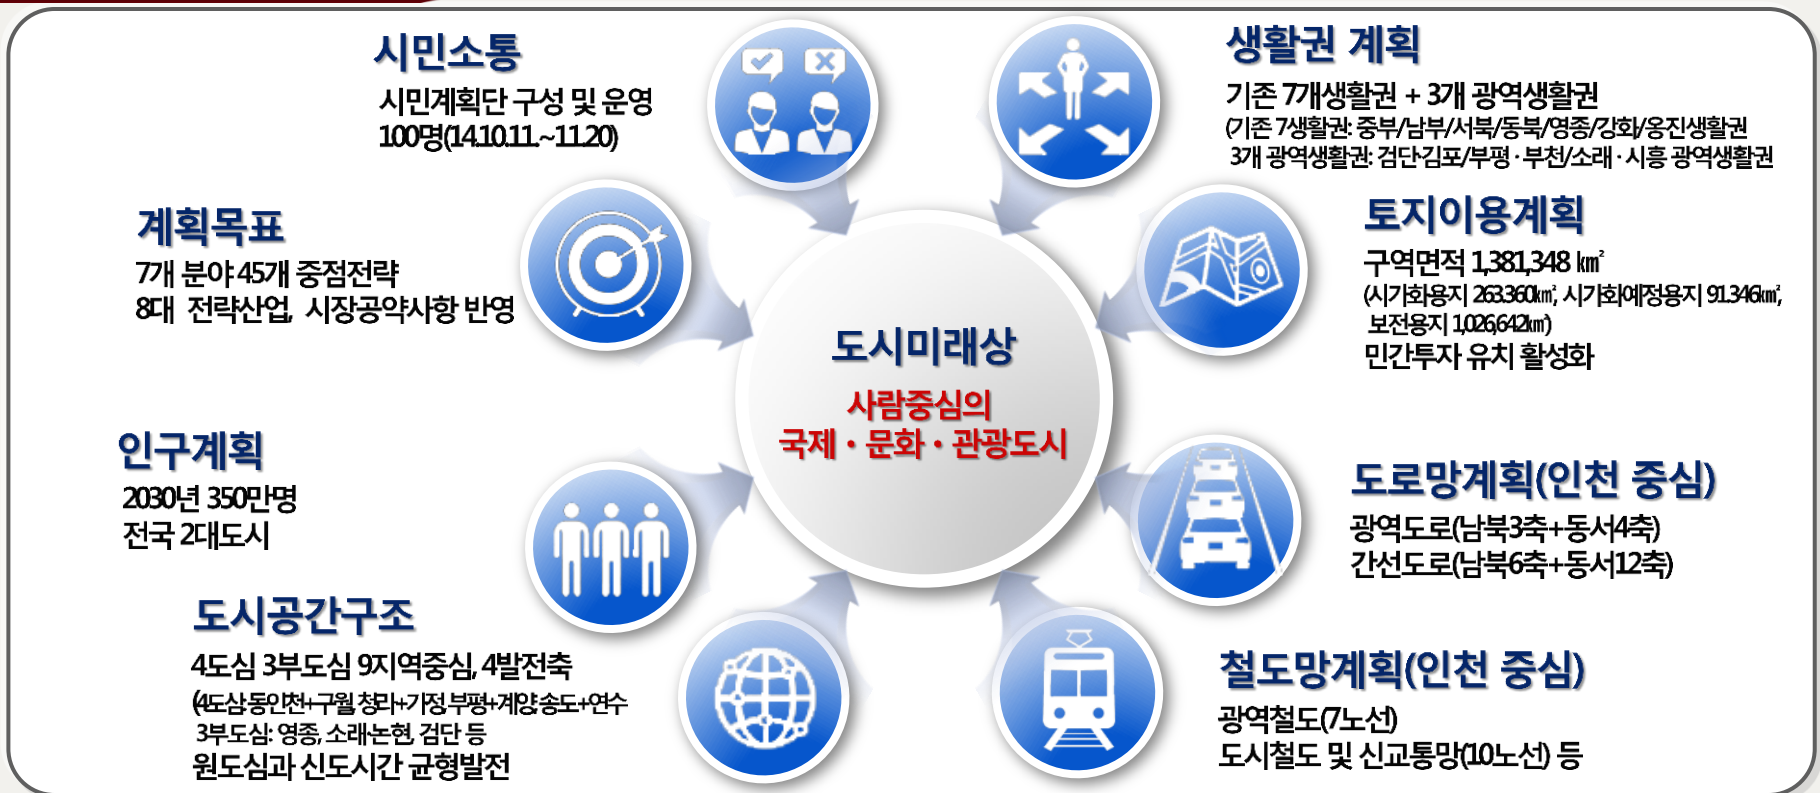 시민소통
시민계획단 구성 및 운영
100명(14.10.11.~11.20)
계획목표
7개 분야 45개 중점전략
8대 전략산업, 시장공약사항 반영
인구계획
2030년 350만명
전국 2대도시
도시공간구조
4도심 3부도심 9지역중심, 4발전축
(4도심:동인천+구월, 청라+가정, 부평+계양, 송도+연수
3부도심: 영종, 소래·논현, 검단 등
원도심과 신도시간 균형발전
도시미래상
사람중심의
국제·문화·관광도시
생활권 계획
기존 7개생활권 + 3개 광역생활권
(기존 7생활권: 중부/남부/서북/동북/영종/강화/옹진생활권
3개 광역생활권: 검단·김포/부평·부천/소래·시흥 광역생활권
토지이용계획
구역면적 1,381,348 ㎢
(시가화용지 263.360㎢, 시가화예정용지 91.346㎢,
보전용지 1,026,642㎢)
민간투자 유치 활성화
도로망계획(인천 중심)
광역도로(남북3축+동서4축)
간선도로(남북6축+동서12축)
철도망계획(인천 중심)
광역철도(7노선)
도시철도 및 신교통망(10노선) 등